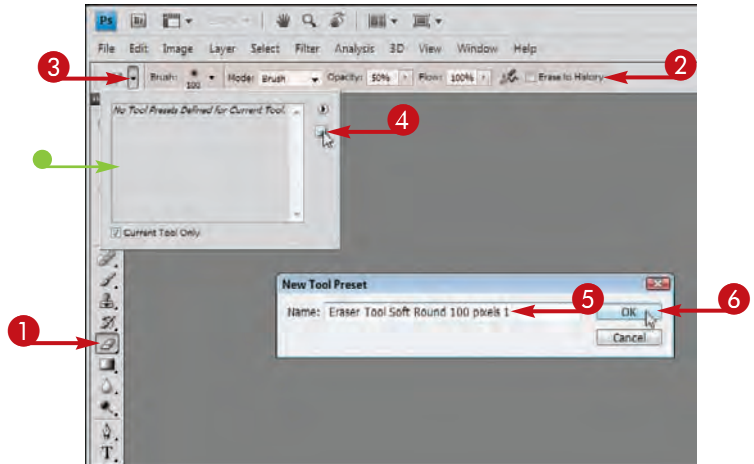 Ps Br
File Edit Image Layer Select Filter Analysis 3D View Window Help
3
Brush: 100 Mode: Brush Opacity: 50% Flow: 100% Erase to History
2
No Tool Presets Defined for Current Tool.
4
Current Tool Only
New Tool Preset
Name: Eraser Tool Soft Round 100 pixels 1
5
OK
6
Cancel
1
T